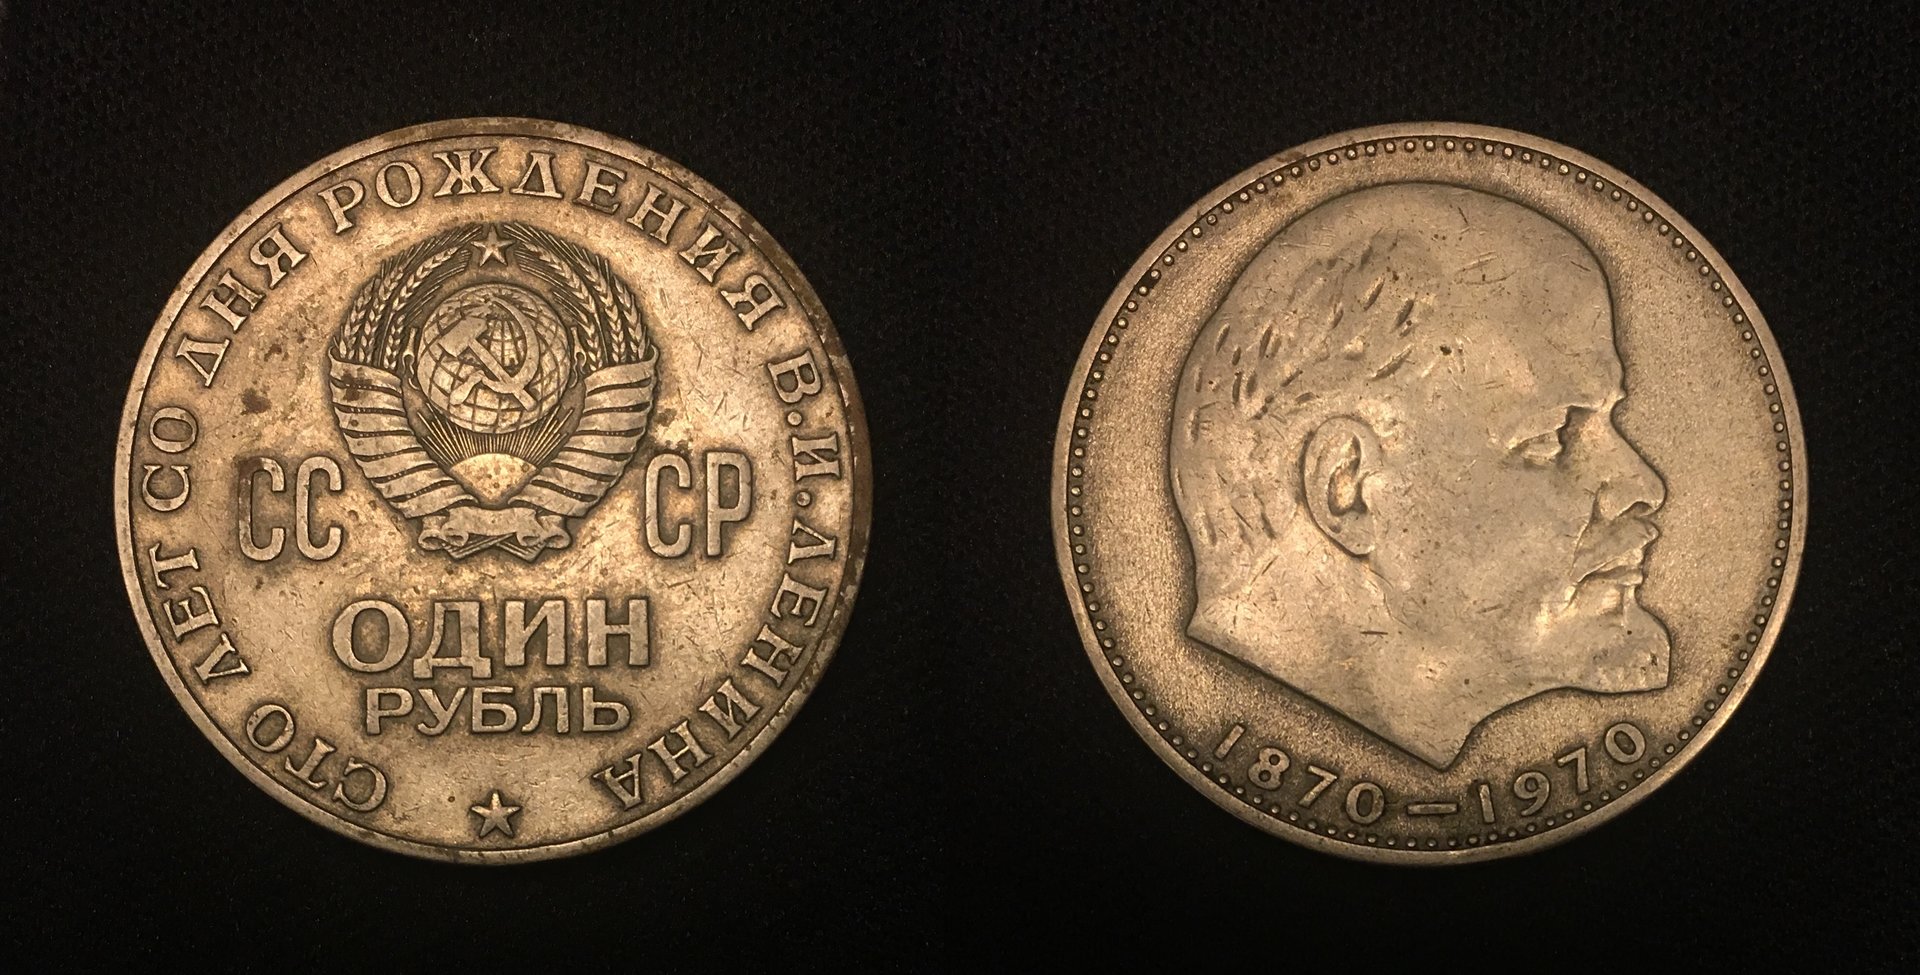 СТО ЛЕТ СО ДНЯ РОЖДЕНИЯ В.И.ЛЕНИНА
СС СР
ОДИН
РУБЛЬ
1870—1970